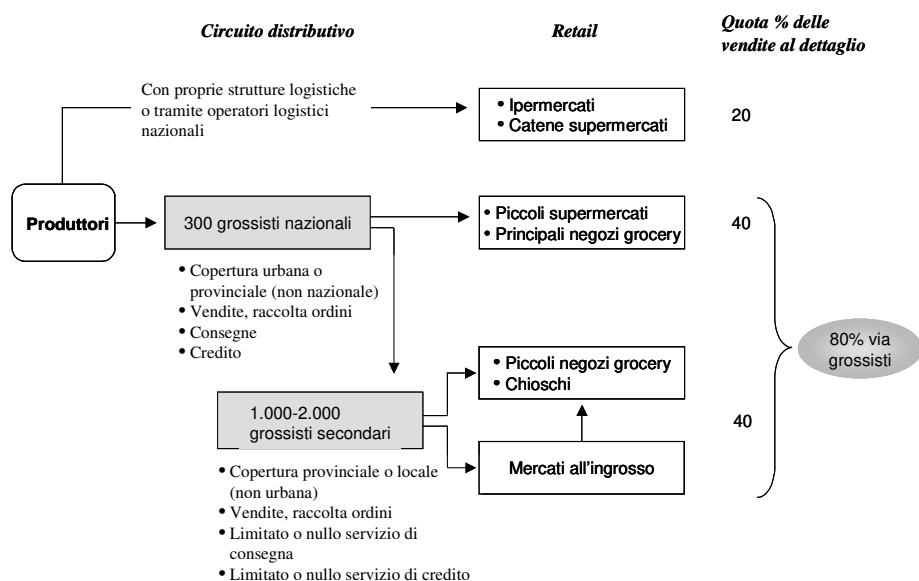 Circuito distributivo
Retail
Quota % delle
vendite al dettaglio
Con proprie strutture logistiche
o tramite operatori logistici
nazionali
• Ipermercati
• Catene supermercati
20
Produttori
300 grossisti nazionali
• Piccoli supermercati
• Principali negozi grocery
40
• Copertura urbana o
provinciale (non nazionale)
• Vendite, raccolta ordini
• Consegne
• Credito
80% via
grossisti
• Piccoli negozi grocery
• Chioschi
1.000-2.000
grossisti secondari
40
Mercati all'ingrosso
• Copertura provinciale o locale
(non urbana)
• Vendite, raccolta ordini
• Limitato o nullo servizio di
consegna
• Limitato o nullo servizio di credito